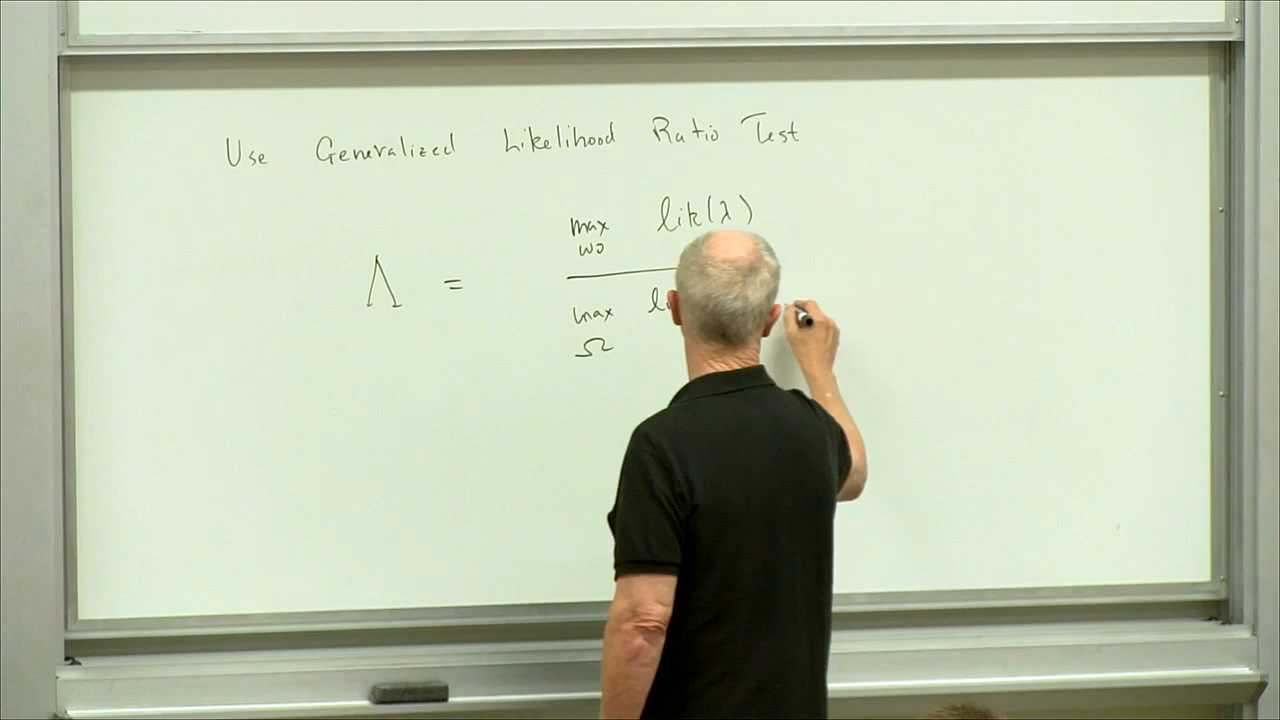 Use Generalized Likelihood Ratio Test
max lik(λ)
ω0
Λ =
max
Ω